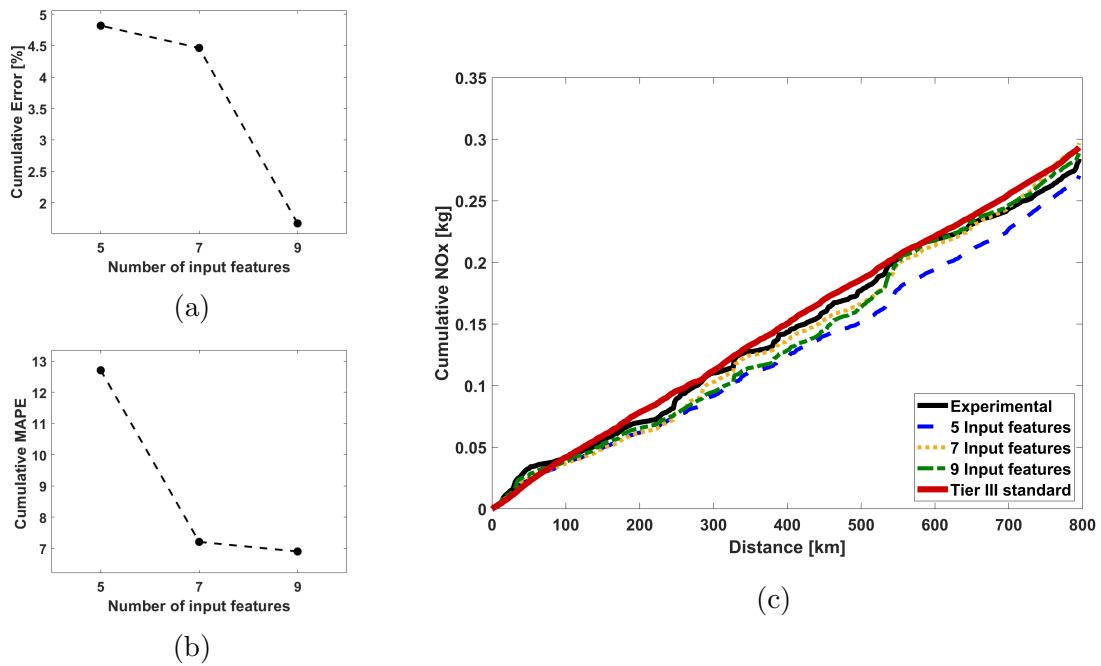 5
4.5
4
3.5
3
2.5
2
Cumulative Error [%]
5 7 9
Number of input features
(a)
13
12
11
10
9
8
7
Cumulative MAPE
5 7 9
Number of input features
(b)
0.35
0.3
0.25
0.2
0.15
0.1
0.05
0
Cumulative NOx [kg]
0 100 200 300 400 500 600 700 800
Distance [km]
Experimental
5 Input features
7 Input features
9 Input features
Tier III standard
(c)